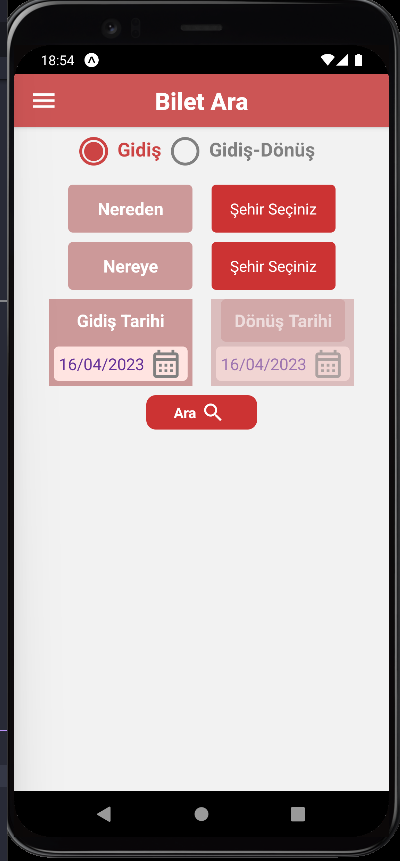 18:54
Bilet Ara
Gidiş Gidiş-Dönüş
Nereden Şehir Seçiniz
Nereye Şehir Seçiniz
Gidiş Tarihi Dönüş Tarihi
16/04/2023 16/04/2023
Ara